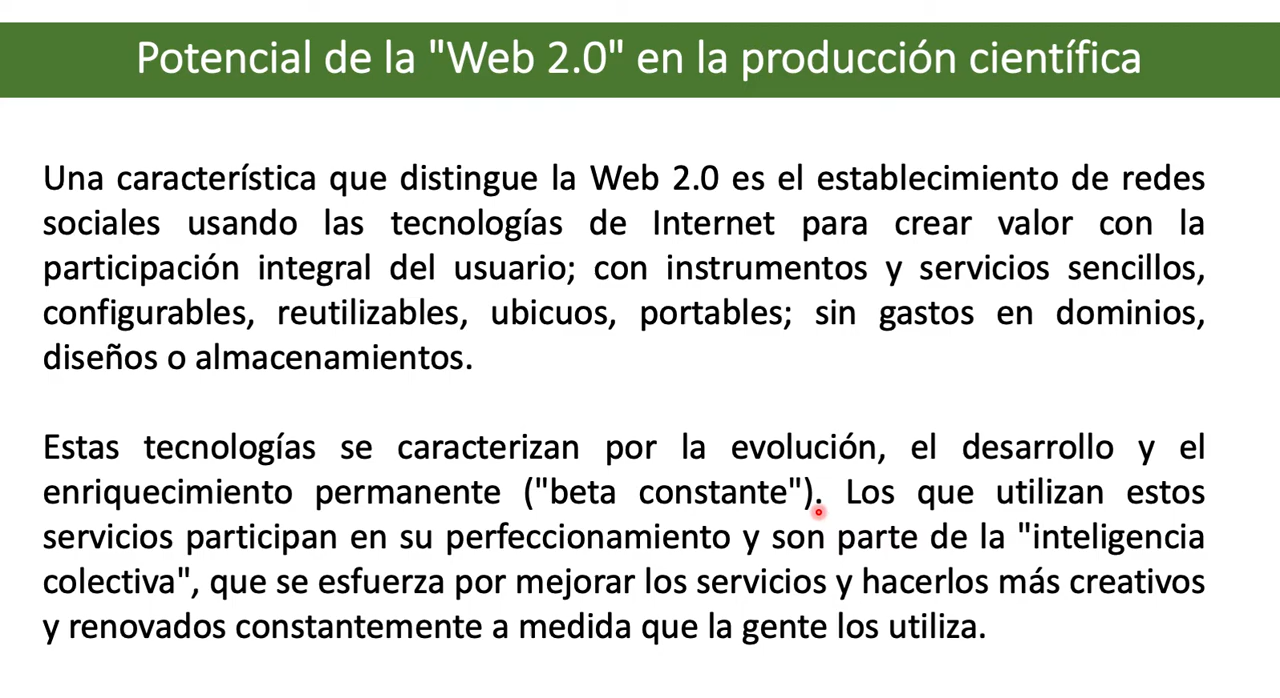 Potencial de la "Web 2.0" en la producción científica
Una característica que distingue la Web 2.0 es el establecimiento de redes
sociales usando las tecnologías de Internet para crear valor con la
participación integral del usuario; con instrumentos y servicios sencillos,
configurables, reutilizables, ubicuos, portables; sin gastos en dominios,
diseños o almacenamientos.
Estas tecnologías se caracterizan por la evolución, el desarrollo y el
enriquecimiento permanente ("beta constante"). Los que utilizan estos
servicios participan en su perfeccionamiento y son parte de la "inteligencia
colectiva", que se esfuerza por mejorar los servicios y hacerlos más creativos
y renovados constantemente a medida que la gente los utiliza.